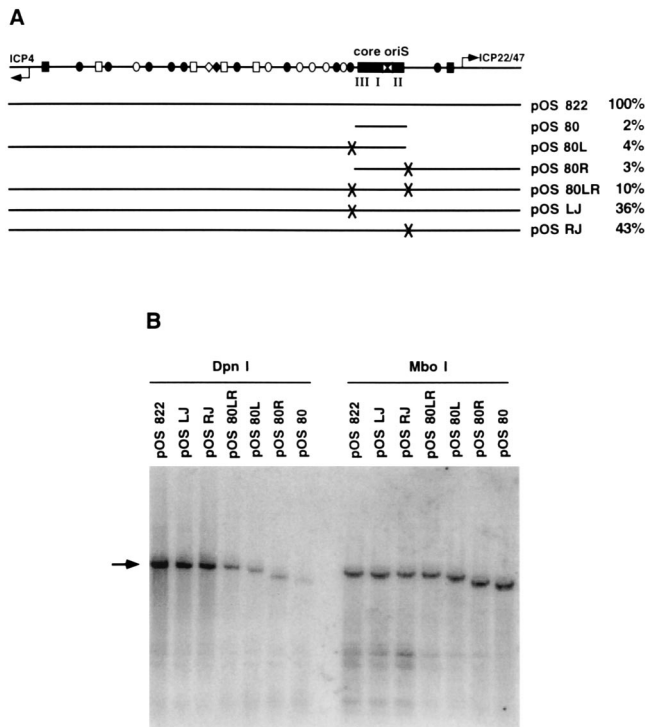 A
core oriS
ICP4
ICP22/47
III I II
pOS 822 100%
pOS 80 2%
pOS 80L 4%
pOS 80R 3%
pOS 80LR 10%
pOS LJ 36%
pOS RJ 43%
B
Dpn I
Mbo I
pOS 822
pOS LJ
pOS RJ
pOS 80LR
pOS 80L
pOS 80R
pOS 80
pOS 822
pOS LJ
pOS RJ
pOS 80LR
pOS 80L
pOS 80R
pOS 80